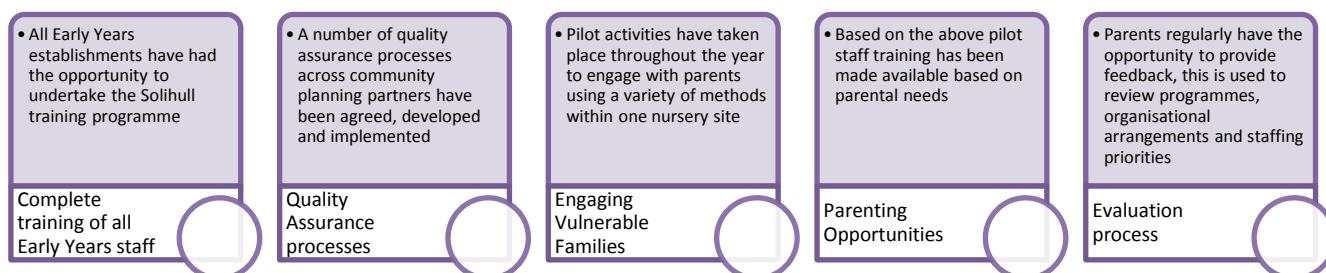 • All Early Years
establishments have had
the opportunity to
undertake the Solihull
training programme
Complete
training of all
Early Years staff
• A number of quality
assurance processes
across community
planning partners have
been agreed, developed
and implemented
Quality
Assurance
processes
• Pilot activities have taken
place throughout the year
to engage with parents
using a variety of methods
within one nursery site
Engaging
Vulnerable
Families
• Based on the above pilot
staff training has been
made available based on
parental needs
Parenting
Opportunities
• Parents regularly have the
opportunity to provide
feedback, this is used to
review programmes,
organisational
arrangements and staffing
priorities
Evaluation
process